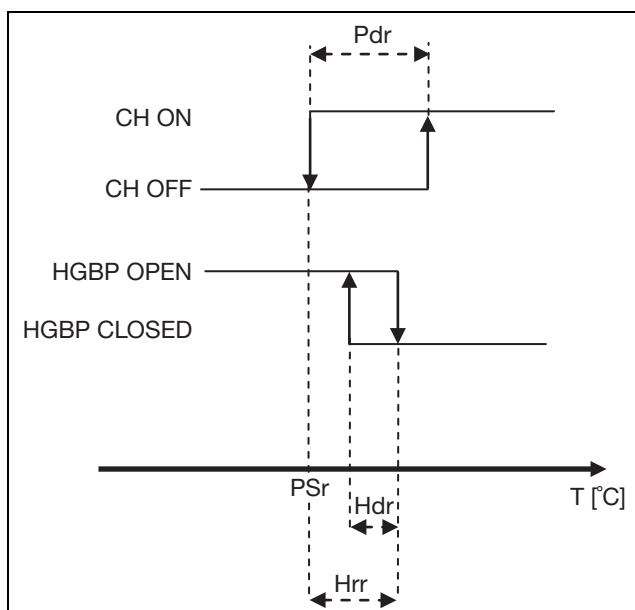 Pdr
CH ON
CH OFF
HGBP OPEN
HGBP CLOSED
PSr
T [°C]
Hdr
Hrr